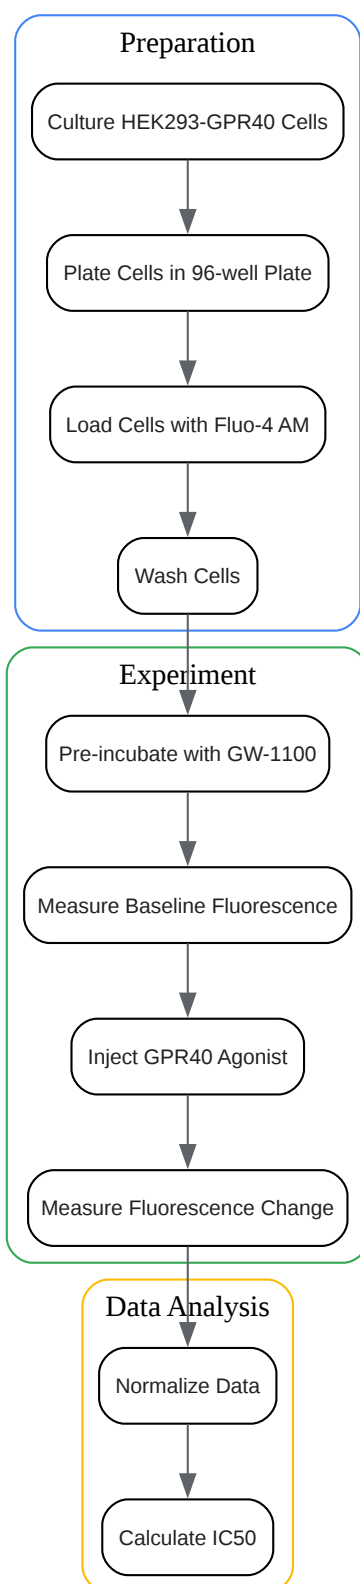 Preparation
Culture HEK293-GPR40 Cells
Plate Cells in 96-well Plate
Load Cells with Fluo-4 AM
Wash Cells
Experiment
Pre-incubate with GW-1100
Measure Baseline Fluorescence
Inject GPR40 Agonist
Measure Fluorescence Change
Data Analysis
Normalize Data
Calculate IC50